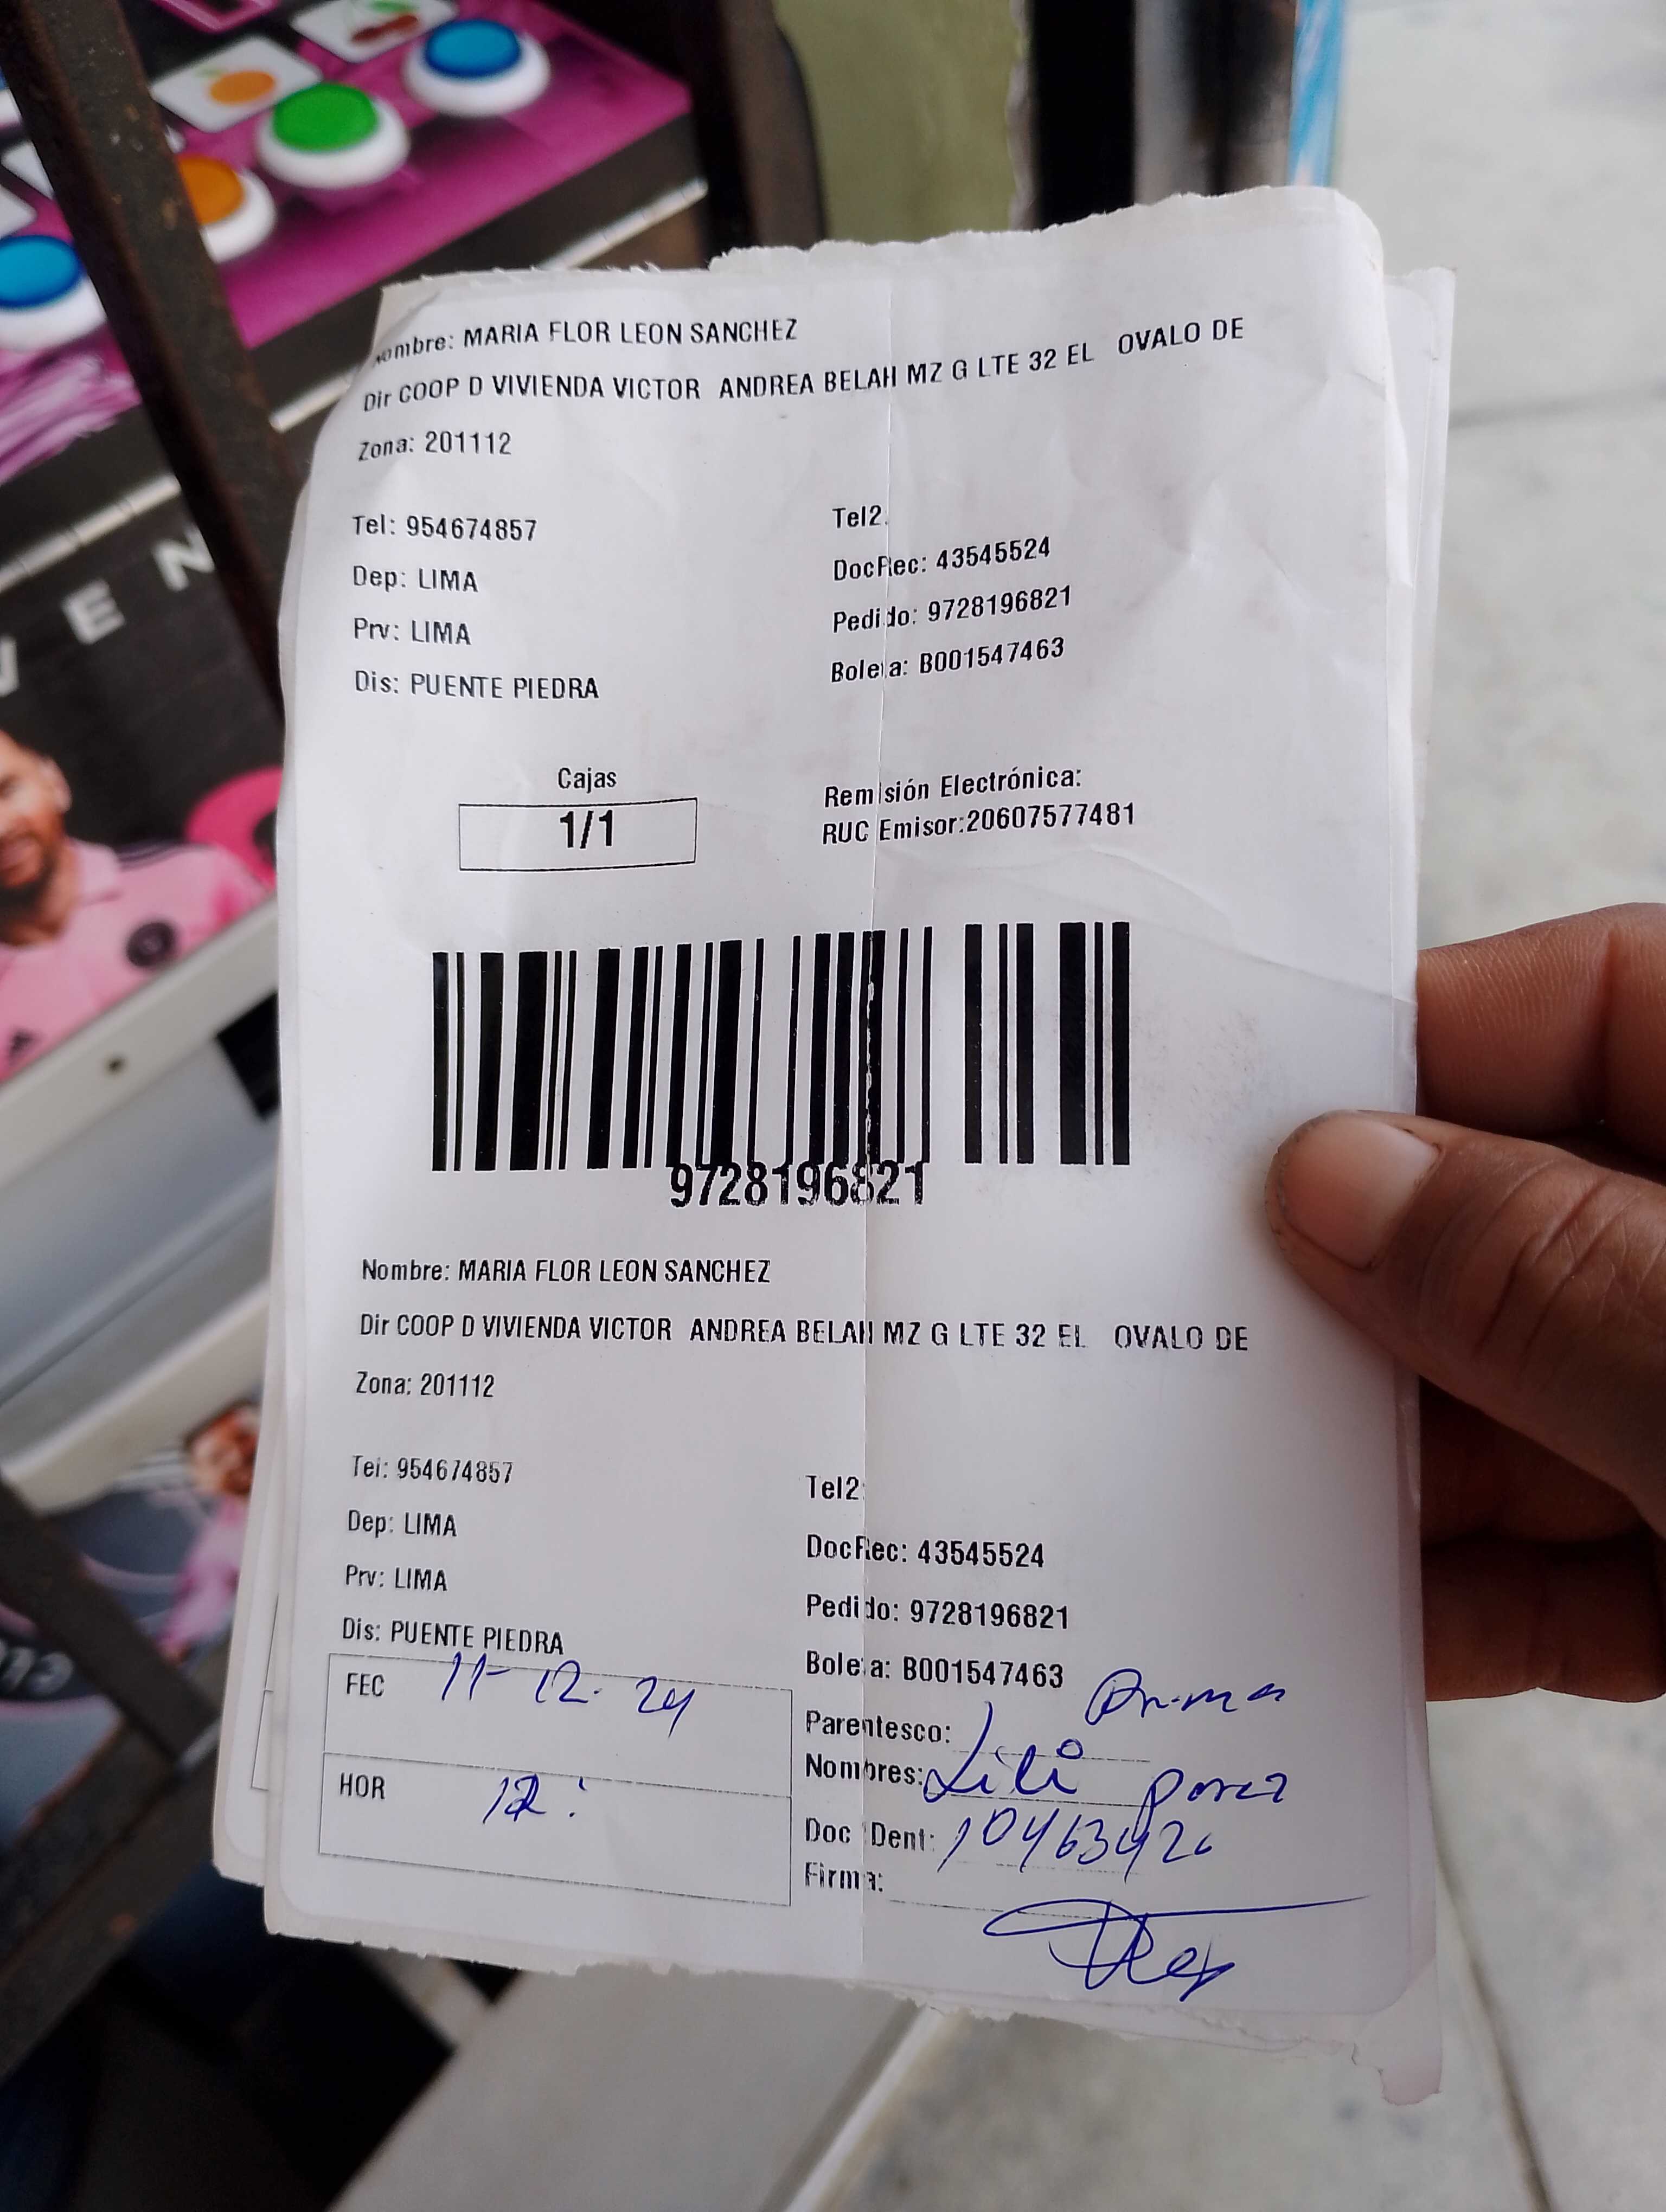 Nombre: MARIA FLOR LEON SANCHEZ
Dir COOP D VIVIENDA VICTOR ANDREA BELAH MZ G LTE 32 EL OVALO DE
Zona: 201112
Tel: 954674857
Tel2:
Dep: LIMA
DocRec: 43545524
Prv: LIMA
Pedido: 9728196821
Dis: PUENTE PIEDRA
Boleta: B001547463
Cajas
1/1
Remisión Electrónica:
RUC Emisor:20607577481
9728196821
Nombre: MARIA FLOR LEON SANCHEZ
Dir COOP D VIVIENDA VICTOR ANDREA BELAH MZ G LTE 32 EL OVALO DE
Zona: 201112
Tel: 954674857
Tel2:
Dep: LIMA
DocRec: 43545524
Prv: LIMA
Pedido: 9728196821
Dis: PUENTE PIEDRA
Boleta: B001547463
FEC 11-12. 24
Parentesco:
Nombres: Lili
HOR 12:
Doc Dent:
Firma:
VEN